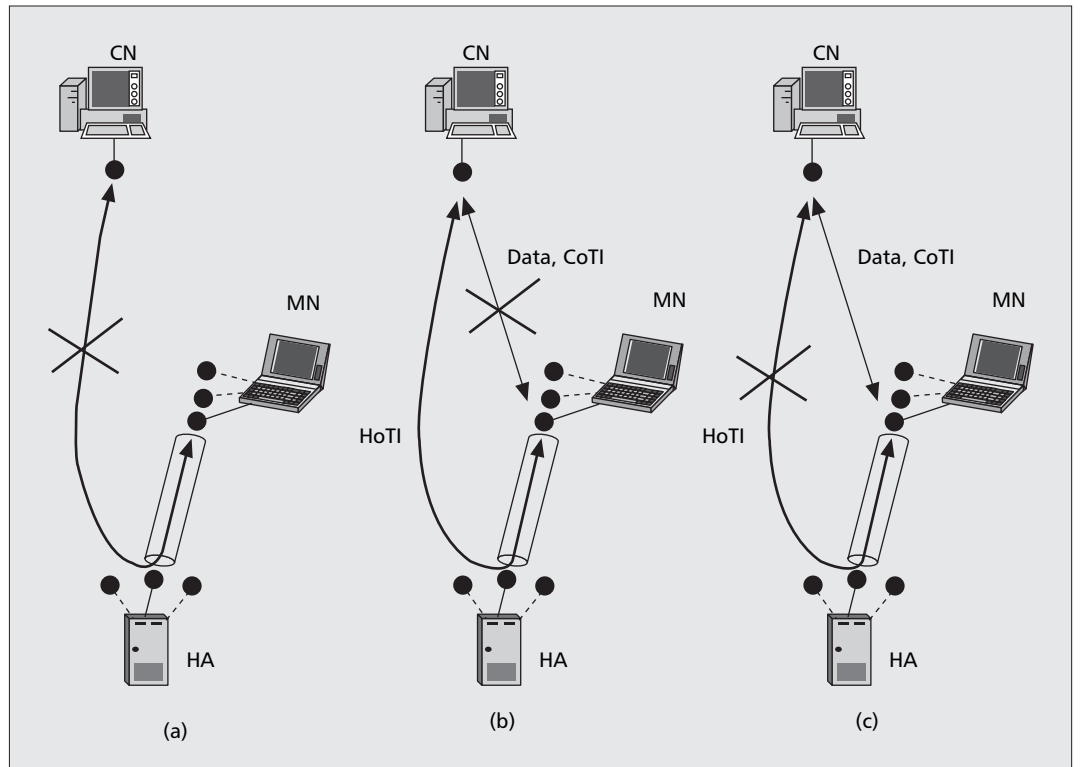 CN
CN
CN
Data, CoTI
Data, CoTI
MN
MN
MN
HoTI
HoTI
HA
HA
HA
(a)
(b)
(c)